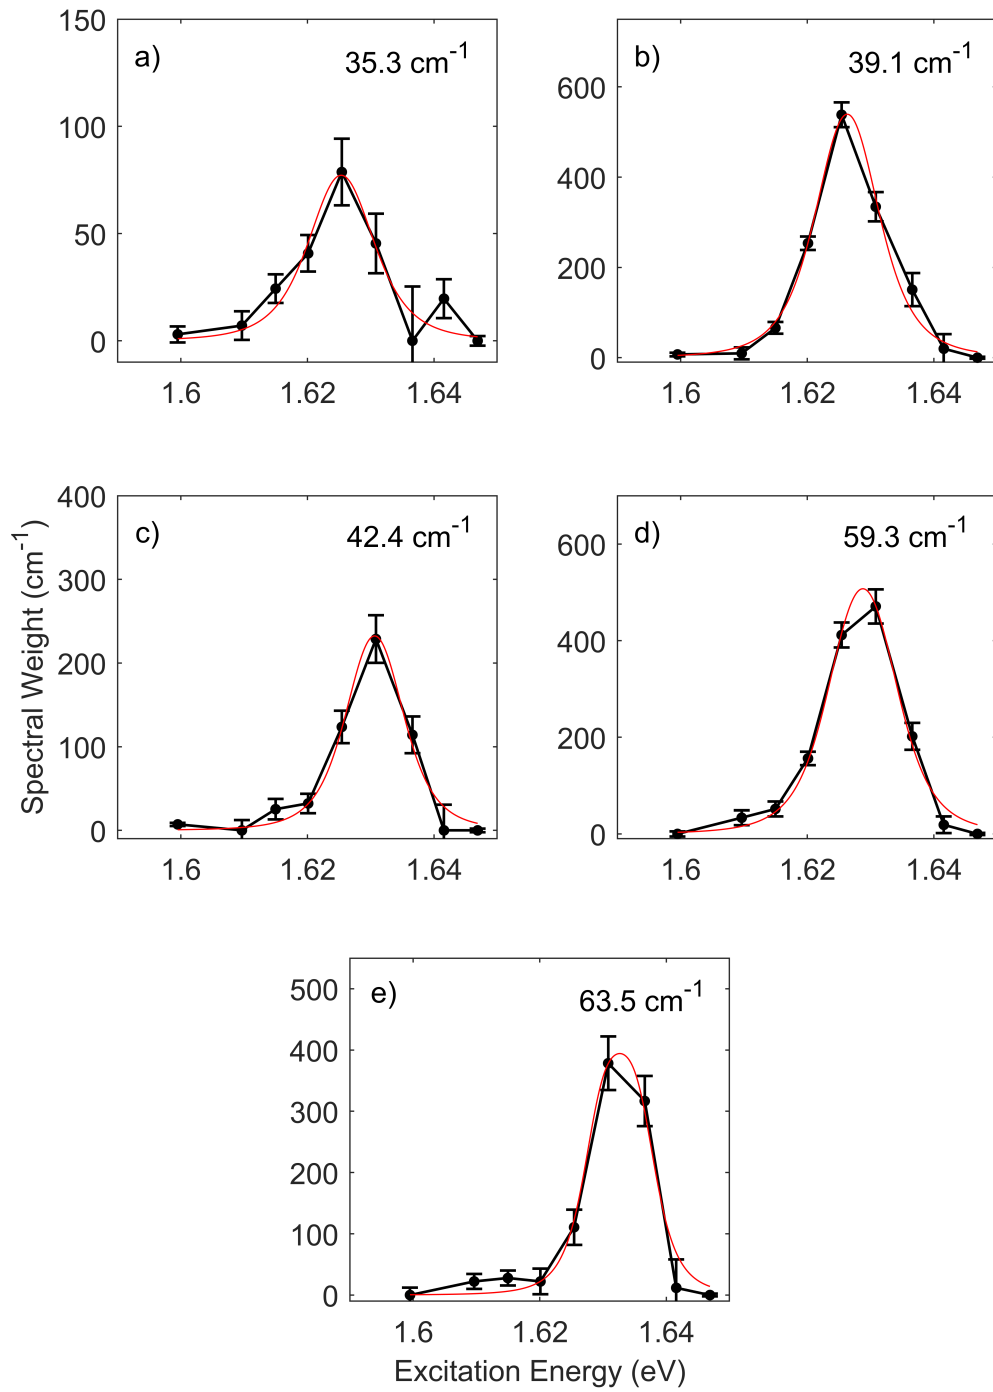 a) 35.3 cm⁻¹
150
100
50
0
1.6 1.62 1.64
b) 39.1 cm⁻¹
600
400
200
0
1.6 1.62 1.64
c) 42.4 cm⁻¹
400
300
200
100
0
1.6 1.62 1.64
d) 59.3 cm⁻¹
600
400
200
0
1.6 1.62 1.64
Spectral Weight (cm⁻¹)
e) 63.5 cm⁻¹
500
400
300
200
100
0
1.6 1.62 1.64
Excitation Energy (eV)